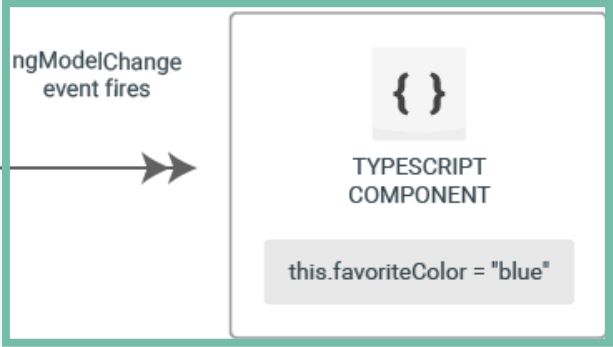 ngModelChange
event fires
{ }
TYPESCRIPT
COMPONENT
this.favoriteColor = "blue"